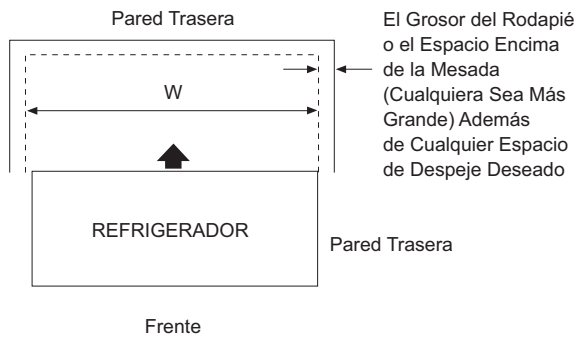 Pared Trasera
El Grosor del Rodapié
o el Espacio Encima
de la Mesada
(Cualquiera Sea Más
Grande) Además
de Cualquier Espacio
de Despeje Deseado
W
REFRIGERADOR
Pared Trasera
Frente